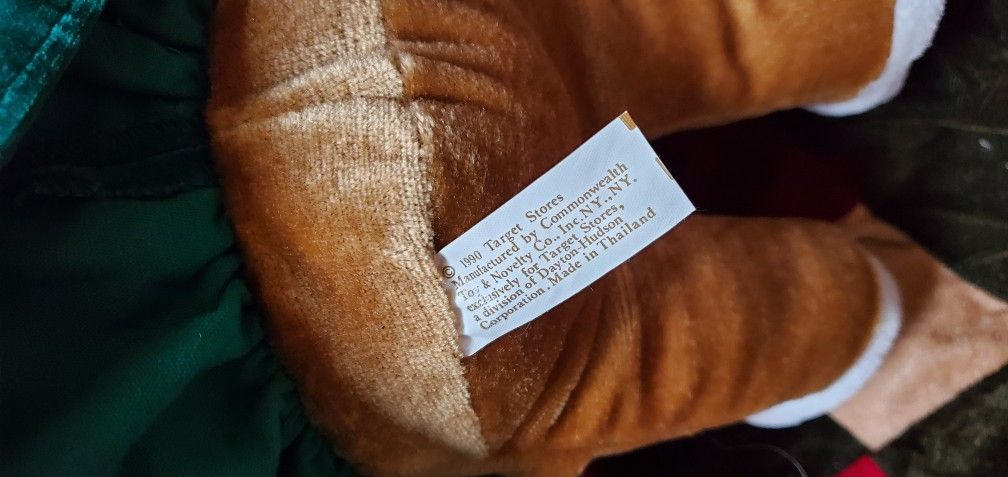 © 1990 Target Stores
Manufactured by Commonwealth
Toy & Novelty Co., Inc.NY.,NY.
exclusively for Target Stores,
a division of Dayton-Hudson
Corporation. Made in Thailand